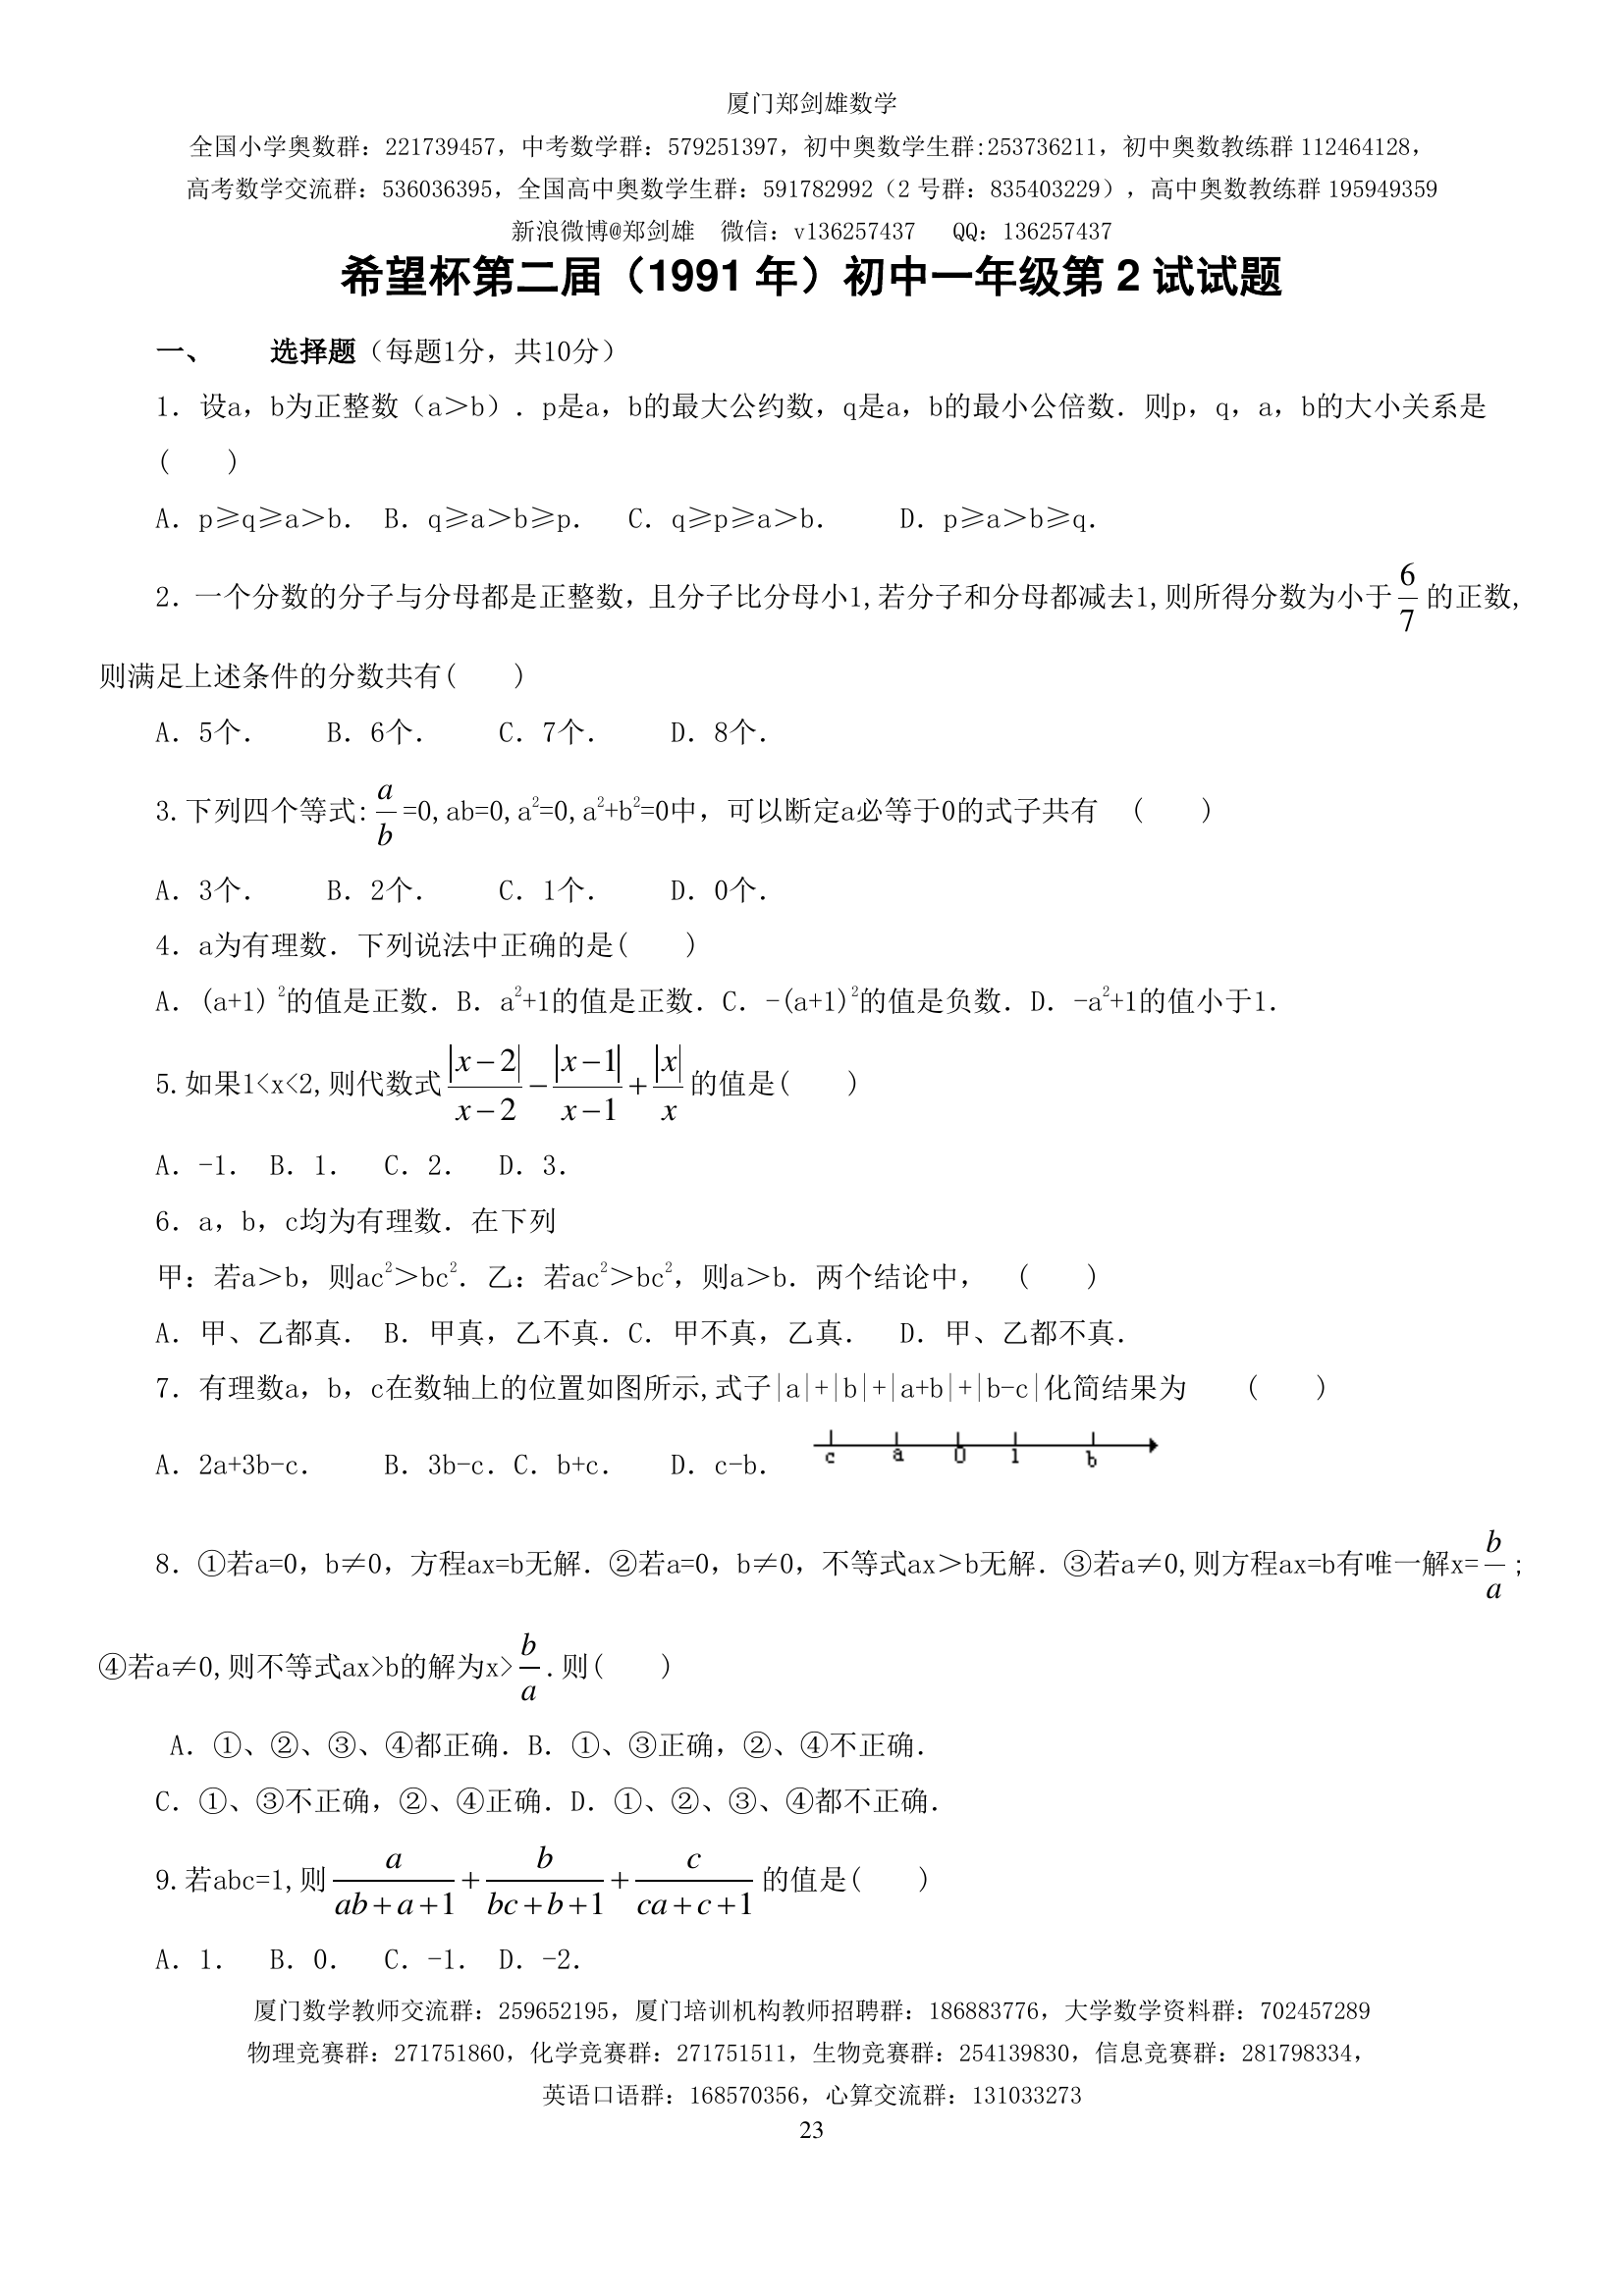 厦门郑剑雄数学
全国小学奥数群：221739457，中考数学群：579251397，初中奥数学生群:253736211，初中奥数教练群 112464128，
高考数学交流群：536036395，全国高中奥数学生群：591782992（2 号群：835403229），高中奥数教练群 195949359
新浪微博@郑剑雄  微信：v136257437   QQ：136257437
希望杯第二届（1991 年）初中一年级第 2 试试题
一、 选择题（每题1分，共10分）
1．设a，b为正整数（a＞b）．p是a，b的最大公约数，q是a，b的最小公倍数．则p，q，a，b的大小关系是
(    )
A．p≥q≥a＞b． B．q≥a＞b≥p．  C．q≥p≥a＞b．    D．p≥a＞b≥q．
2．一个分数的分子与分母都是正整数，且分子比分母小1,若分子和分母都减去1,则所得分数为小于 6/7 的正数,
则满足上述条件的分数共有(    )
A．5个．    B．6个．    C．7个．    D．8个．
3.下列四个等式: a/b =0,ab=0,a²=0,a²+b²=0中，可以断定a必等于0的式子共有  (    )
A．3个．    B．2个．    C．1个．    D．0个．
4．a为有理数．下列说法中正确的是(    )
A．(a+1) ²的值是正数．B．a²+1的值是正数．C．-(a+1)²的值是负数．D．-a²+1的值小于1．
5.如果1<x<2,则代数式 |x−2|/(x−2) − |x−1|/(x−1) + |x|/x 的值是(    )
A．-1． B．1．  C．2．  D．3．
6．a，b，c均为有理数．在下列
甲：若a＞b，则ac²＞bc²．乙：若ac²＞bc²，则a＞b．两个结论中，  (    )
A．甲、乙都真． B．甲真，乙不真．C．甲不真，乙真．  D．甲、乙都不真．
7．有理数a，b，c在数轴上的位置如图所示,式子|a|+|b|+|a+b|+|b-c|化简结果为    (    )
A．2a+3b-c．    B．3b-c．C．b+c．   D．c-b．
c a 0 1 b
8．①若a=0，b≠0，方程ax=b无解．②若a=0，b≠0，不等式ax＞b无解．③若a≠0,则方程ax=b有唯一解x= b/a ;
④若a≠0,则不等式ax>b的解为x> b/a .则(    )
A．①、②、③、④都正确．B．①、③正确，②、④不正确．
C．①、③不正确，②、④正确．D．①、②、③、④都不正确．
9.若abc=1,则 a/(ab+a+1) + b/(bc+b+1) + c/(ca+c+1) 的值是(    )
A．1．  B．0．  C．-1． D．-2．
厦门数学教师交流群：259652195，厦门培训机构教师招聘群：186883776，大学数学资料群：702457289
物理竞赛群：271751860，化学竞赛群：271751511，生物竞赛群：254139830，信息竞赛群：281798334，
英语口语群：168570356，心算交流群：131033273
23